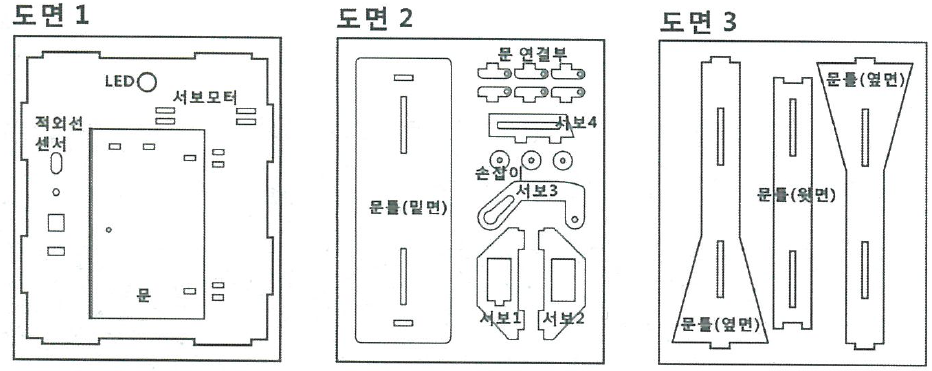 도면 1
LED
서보모터
적외선
센서
문
도면 2
문 연결부
서보4
손잡이
서보3
문틀(밑면)
서보1
서보2
도면 3
문틀(옆면)
문틀(윗면)
문틀(옆면)